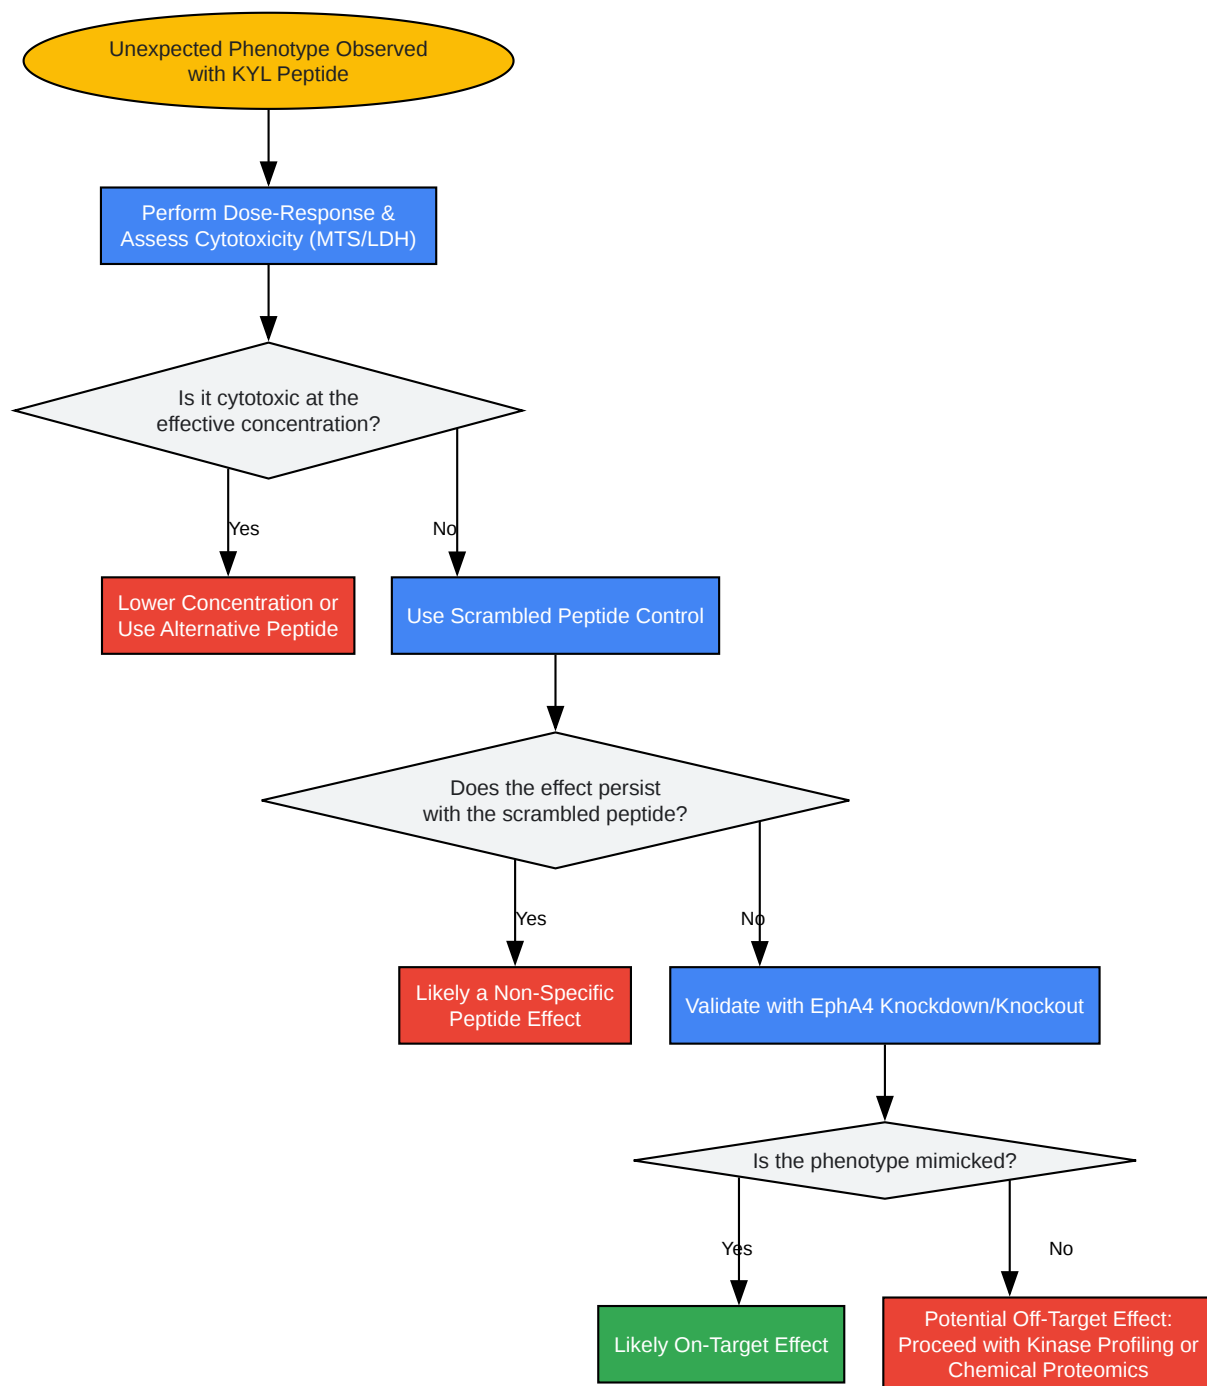 Unexpected Phenotype Observed
with KYL Peptide
Perform Dose-Response &
Assess Cytotoxicity (MTS/LDH)
Is it cytotoxic at the
effective concentration?
Yes
No
Lower Concentration or
Use Alternative Peptide
Use Scrambled Peptide Control
Does the effect persist
with the scrambled peptide?
Yes
No
Likely a Non-Specific
Peptide Effect
Validate with EphA4 Knockdown/Knockout
Is the phenotype mimicked?
Yes
No
Likely On-Target Effect
Potential Off-Target Effect:
Proceed with Kinase Profiling or
Chemical Proteomics